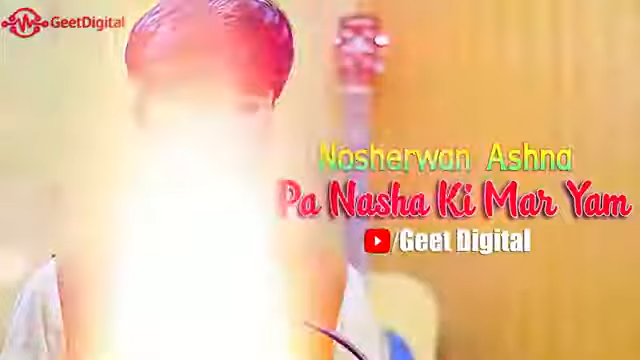 GeetDigital
Nosherwan Ashna
Pa Nasha Ki Mar Yam
/Geet Digital